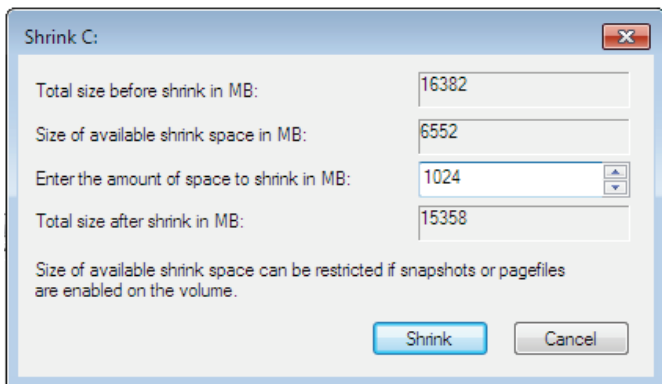 Shrink C:
Total size before shrink in MB: 16382
Size of available shrink space in MB: 6552
Enter the amount of space to shrink in MB: 1024
Total size after shrink in MB: 15358
Size of available shrink space can be restricted if snapshots or pagefiles
are enabled on the volume.
Shrink Cancel